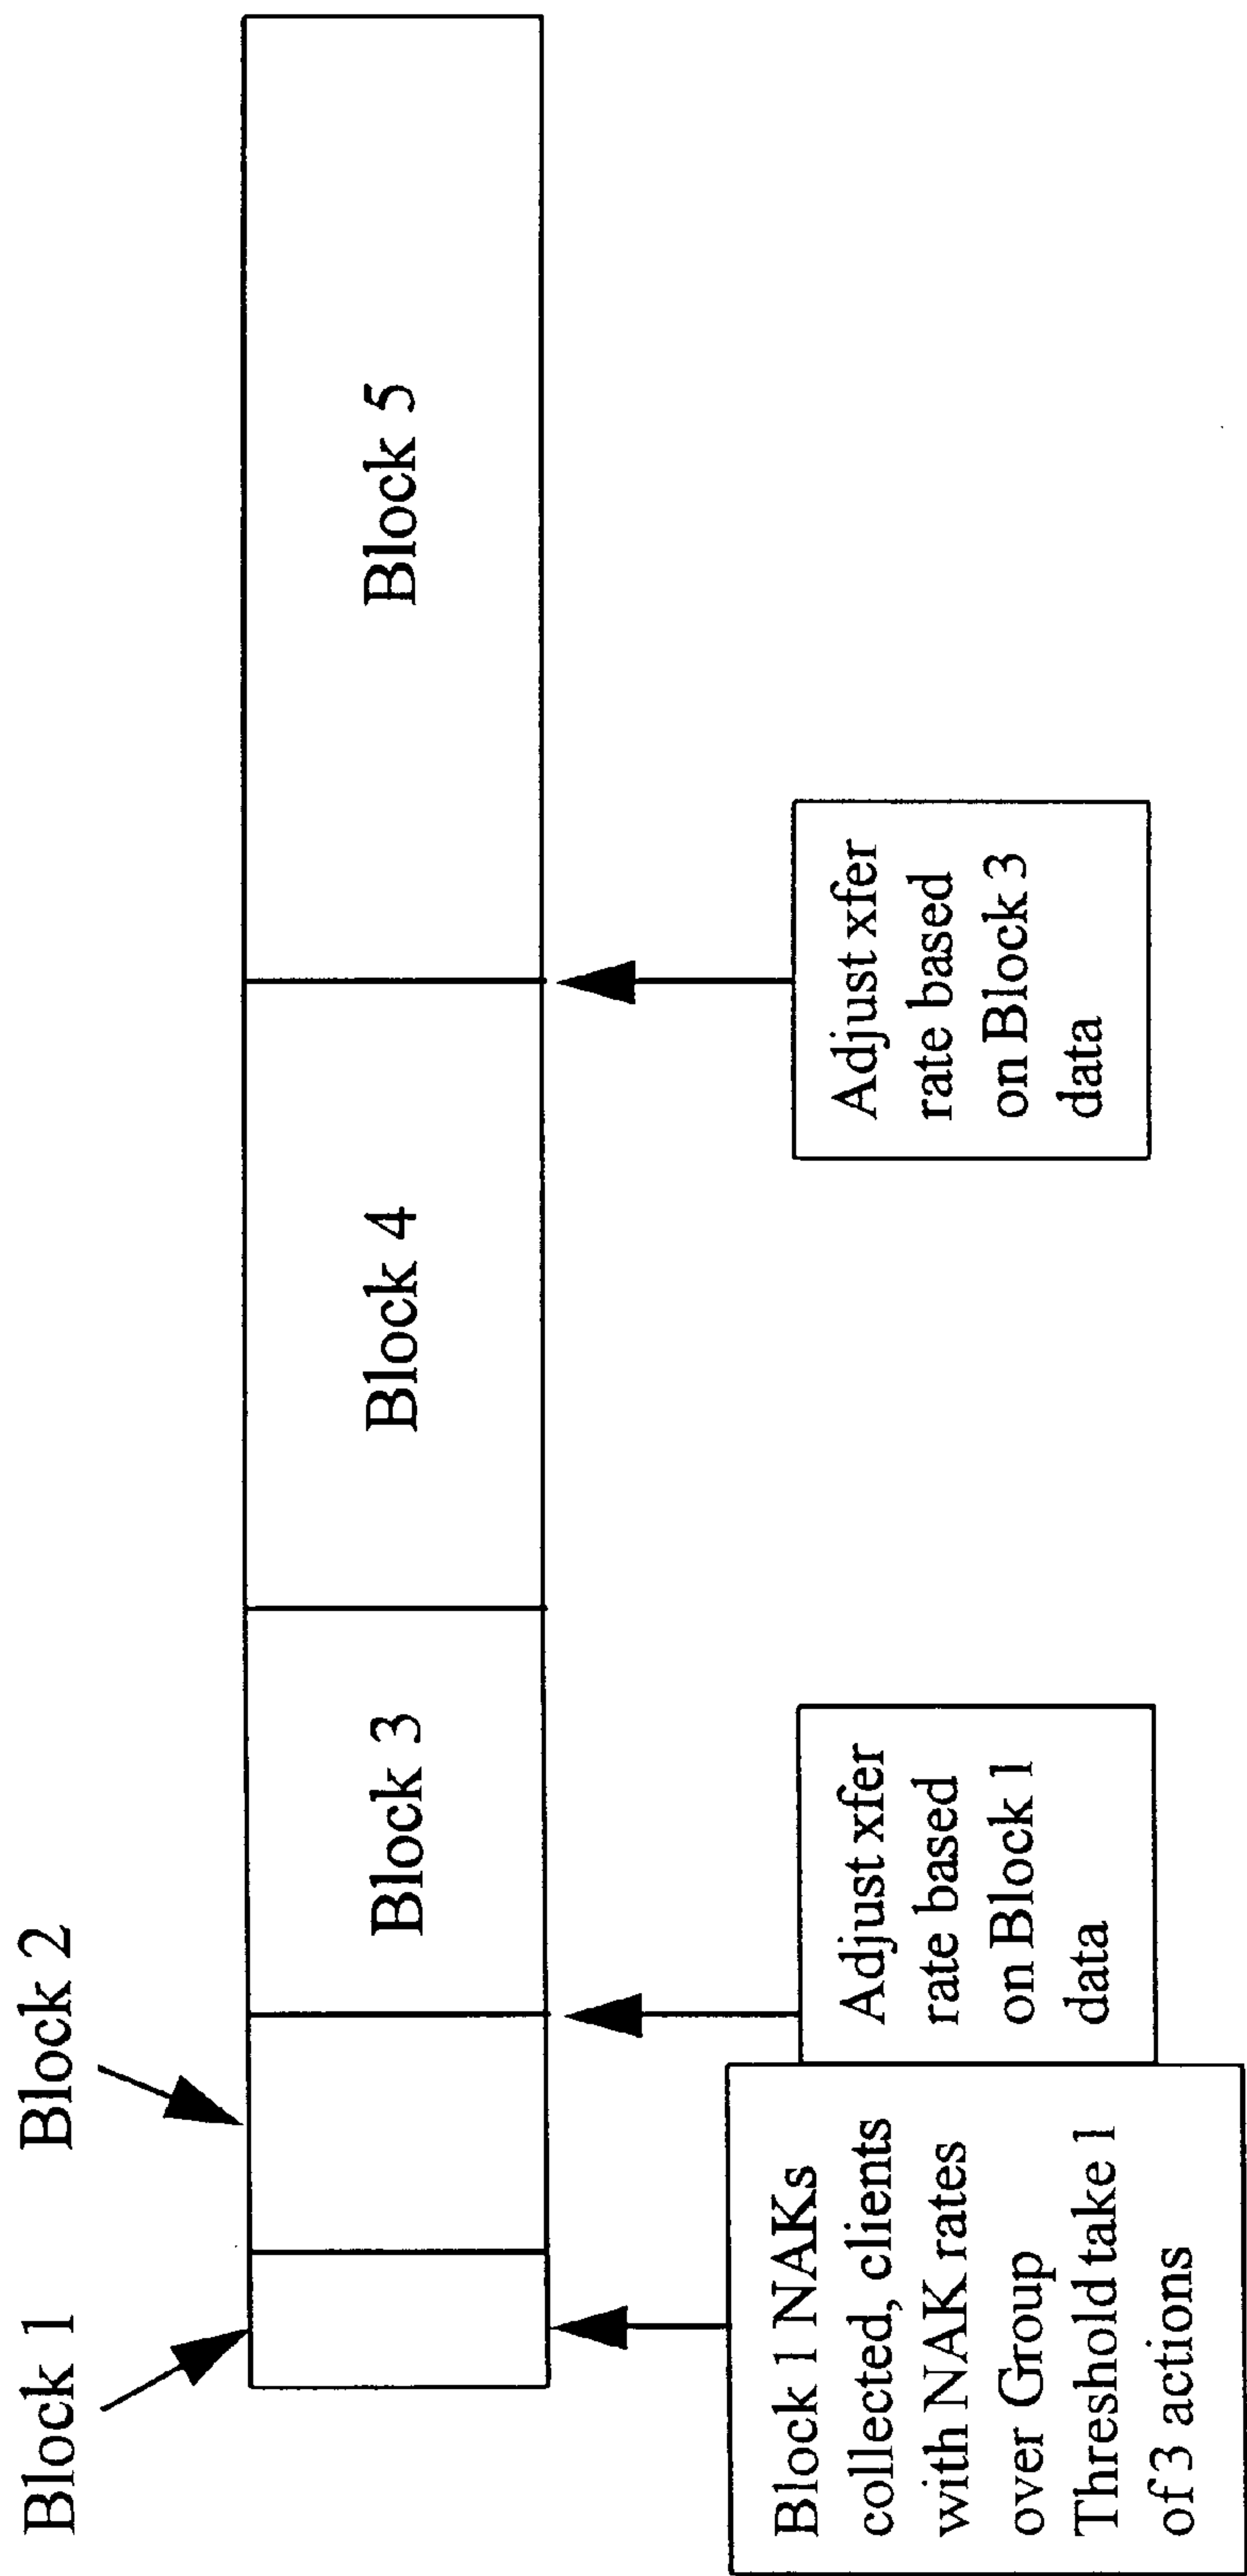 Block 1
Block 2
Block 3
Block 4
Block 5
Block 1 NAKs
collected, clients
with NAK rates
over Group
Threshold take 1
of 3 actions
Adjust xfer
rate based
on Block 1
data
Adjust xfer
rate based
on Block 3
data